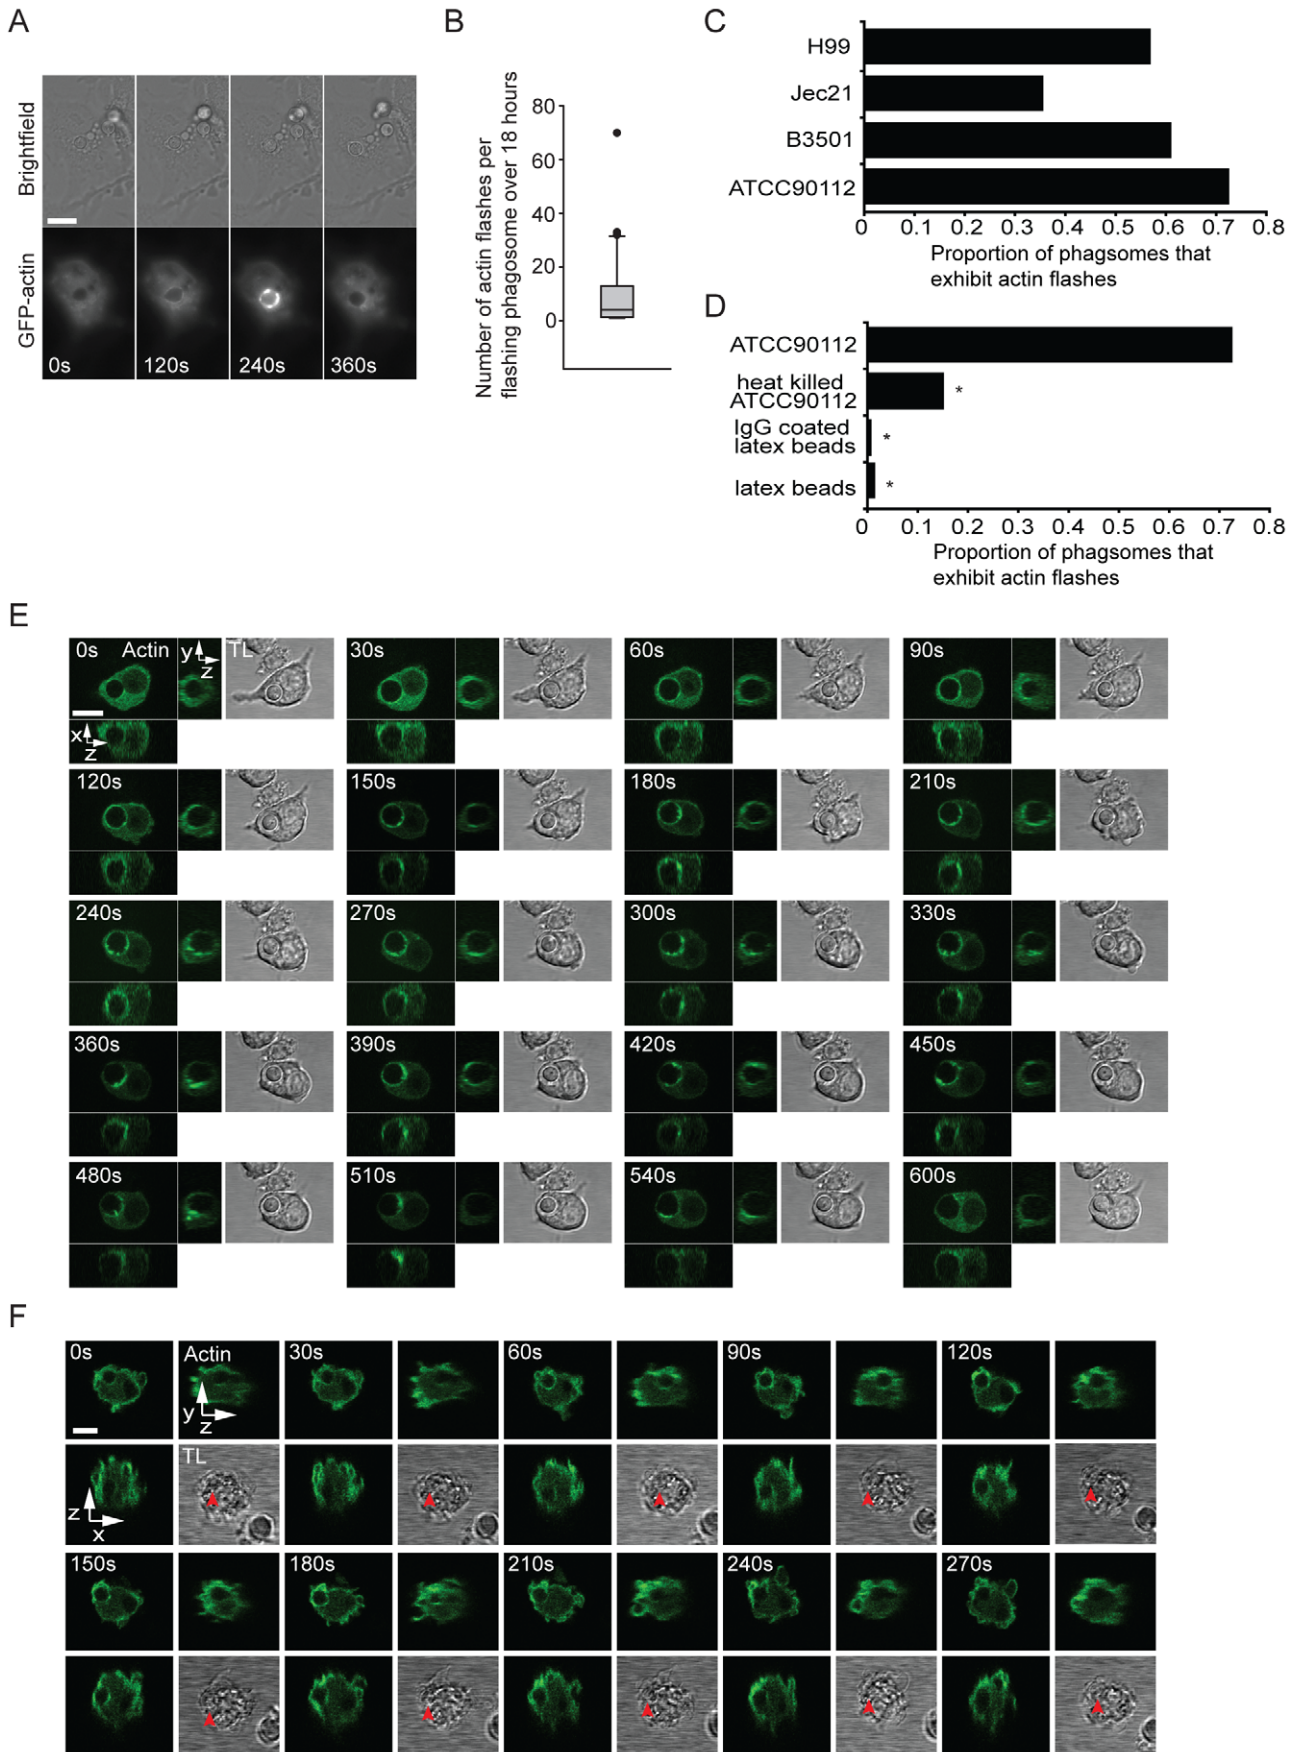 A
Brightfield
GFP-actin
0s
120s
240s
360s
B
Number of actin flashes per
flashing phagosome over 18 hours
80
60
40
20
0
C
H99
Jec21
B3501
ATCC90112
0 0.1 0.2 0.3 0.4 0.5 0.6 0.7 0.8
Proportion of phagsomes that
exhibit actin flashes
D
ATCC90112
heat killed
ATCC90112
*
IgG coated
latex beads
*
latex beads
*
0 0.1 0.2 0.3 0.4 0.5 0.6 0.7 0.8
Proportion of phagsomes that
exhibit actin flashes
E
0s Actin
y
z
TL
x
z
30s
60s
90s
120s
150s
180s
210s
240s
270s
300s
330s
360s
390s
420s
450s
480s
510s
540s
600s
F
0s
Actin
y
z
30s
60s
90s
120s
z
x
TL
150s
180s
210s
240s
270s